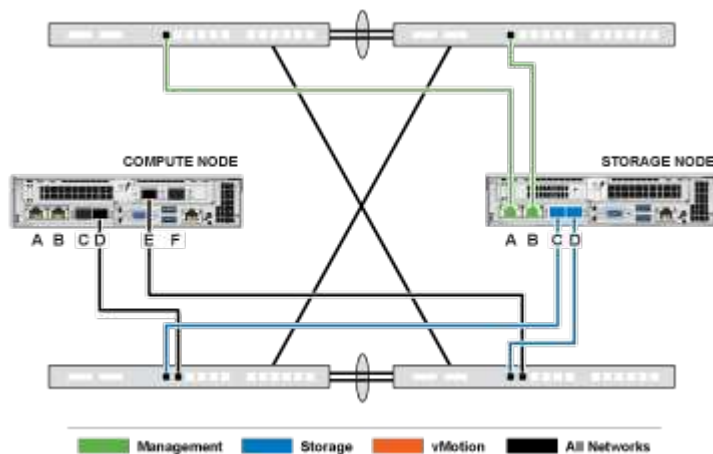 COMPUTE NODE
STORAGE NODE
A B C D E F
A B C D
Management Storage vMotion All Networks